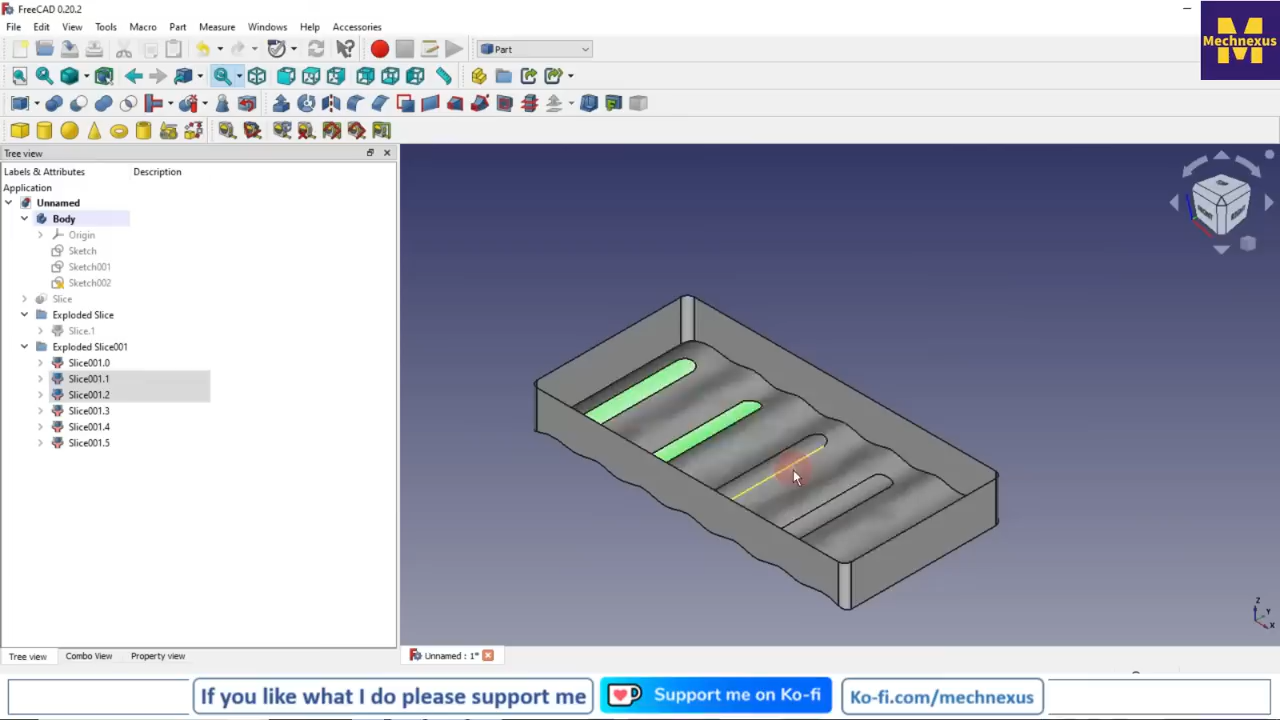 FreeCAD 0.20.2
File Edit View Tools Macro Part Measure Windows Help Accessories
Mechnexus
Part
Tree view
Labels & Attributes Description
Application
Unnamed
Body
Origin
Sketch
Sketch001
Sketch002
Slice
Exploded Slice
Slice.1
Exploded Slice001
Slice001.0
Slice001.1
Slice001.2
Slice001.3
Slice001.4
Slice001.5
Z
Y
X
Tree view Combo View Property view
Unnamed : 1*
If you like what I do please support me
Support me on Ko-fi
Ko-fi.com/mechnexus